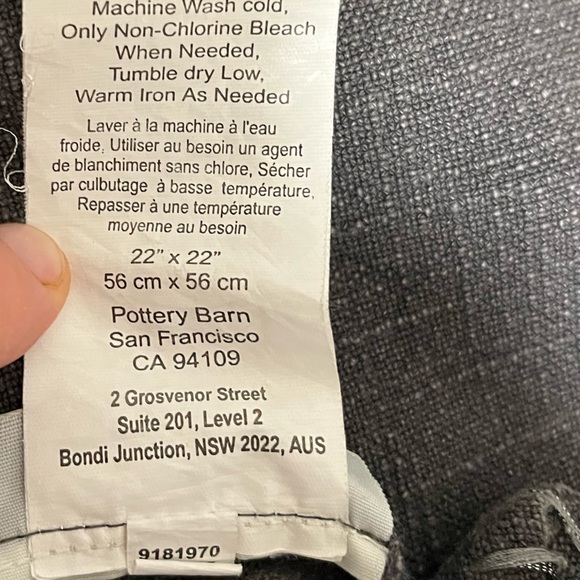 Machine Wash cold,
Only Non-Chlorine Bleach
When Needed,
Tumble dry Low,
Warm Iron As Needed
Laver à la machine à l'eau
froide, Utiliser au besoin un agent
de blanchiment sans chlore, Sécher
par culbutage à basse température,
Repasser à une température
moyenne au besoin
22" x 22"
56 cm x 56 cm
Pottery Barn
San Francisco
CA 94109
2 Grosvenor Street
Suite 201, Level 2
Bondi Junction, NSW 2022, AUS
9181970